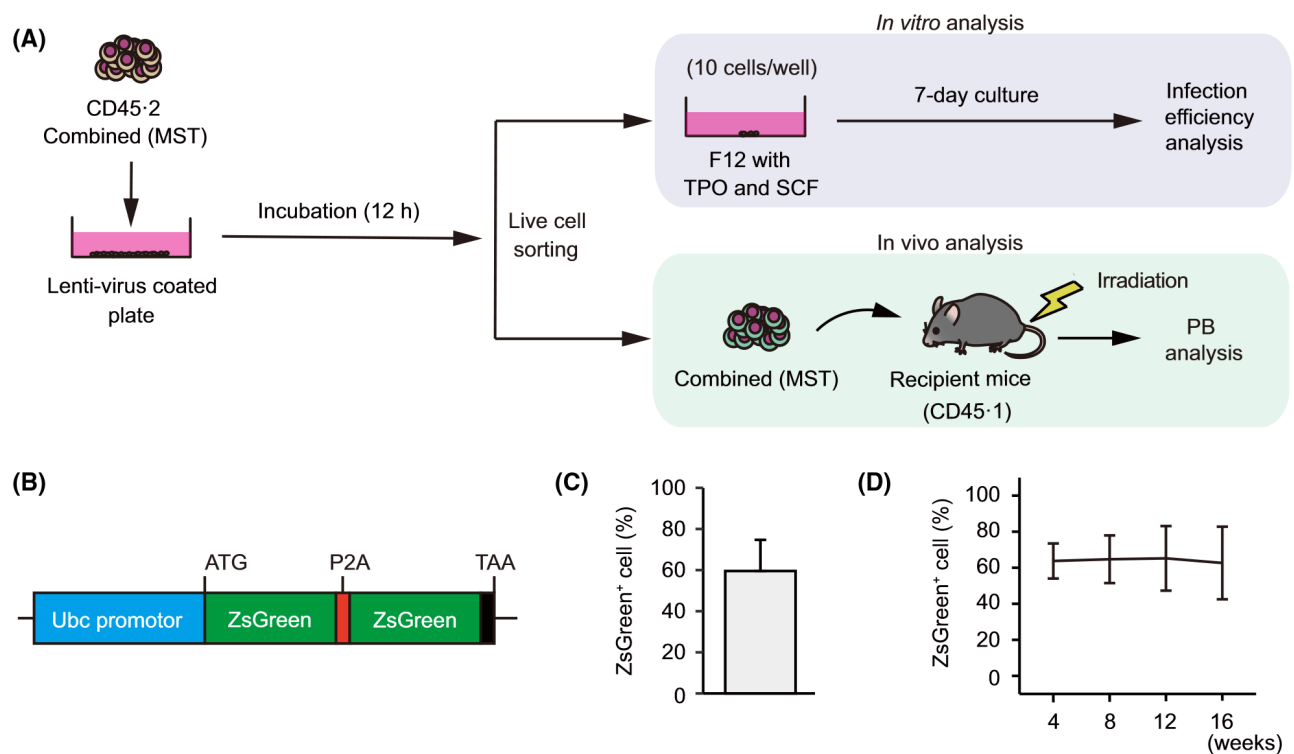 (A)
CD45·2
Combined (MST)
Lenti-virus coated
plate
Incubation (12 h)
Live cell
sorting
In vitro analysis
(10 cells/well)
F12 with
TPO and SCF
7-day culture
Infection
efficiency
analysis
In vivo analysis
Combined (MST)
Recipient mice
(CD45·1)
Irradiation
PB
analysis
(B)
ATG
P2A
TAA
Ubc promotor
ZsGreen
ZsGreen
(C)
ZsGreen⁺ cell (%)
100
80
60
40
20
0
(D)
ZsGreen⁺ cell (%)
100
80
60
40
20
0
4 8 12 16
(weeks)